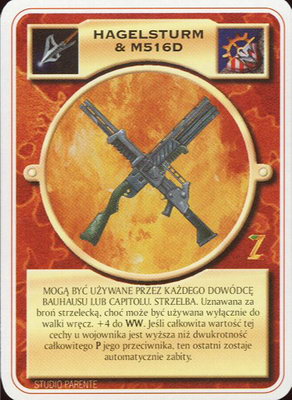 HAGELSTURM
& M516D
MOGĄ BYĆ UŻYWANE PRZEZ KAŻDEGO DOWÓDCĘ
BAUHAUSU LUB CAPITOLU. STRZELBA. Uznawana za
broń strzelecką, choć może być używana wyłącznie do
walki wręcz. +4 do WW. Jeśli całkowita wartość tej
cechy u wojownika jest wyższa niż dwukrotność
całkowitego P jego przeciwnika, ten ostatni zostaje
automatycznie zabity.
STUDIO PARENTE